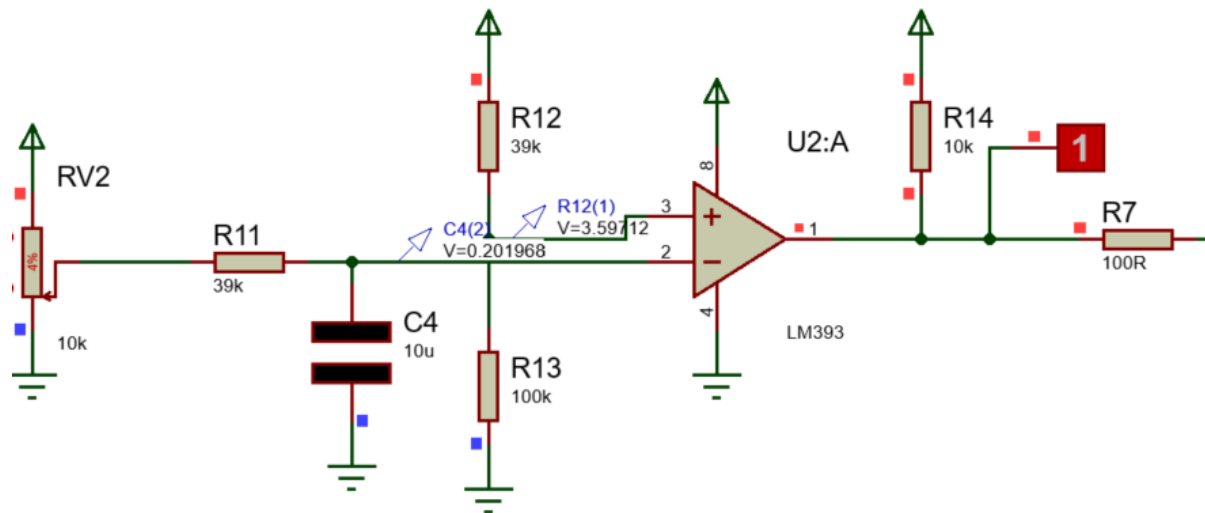 RV2
4%
10k
R11
39k
C4
10u
R12
39k
C4(2)
V=0.201968
R12(1)
V=3.59712
R13
100k
3
2
8
4
1
U2:A
LM393
R14
10k
1
R7
100R